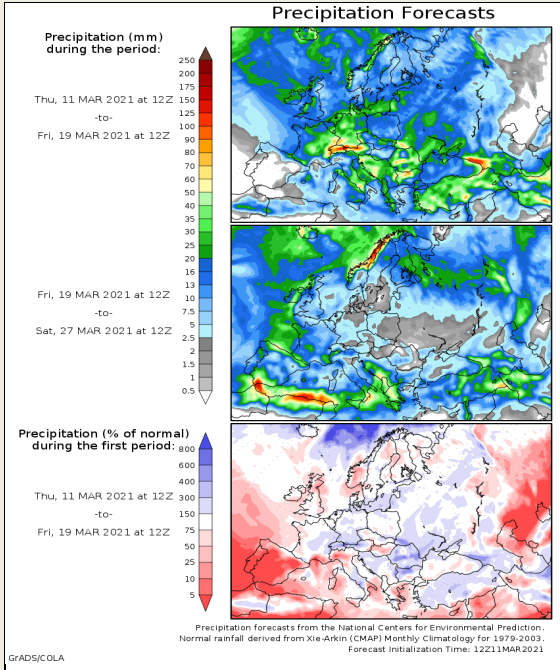 Precipitation Forecasts
Precipitation (mm)
during the period:
Thu, 11 MAR 2021 at 12Z
-to-
Fri, 19 MAR 2021 at 12Z
250
200
175
150
125
100
90
80
70
60
50
40
35
30
25
20
16
13
10
7.5
5
2.5
2
1.5
1
0.5
Fri, 19 MAR 2021 at 12Z
-to-
Sat, 27 MAR 2021 at 12Z
Precipitation (% of normal)
during the first period:
Thu, 11 MAR 2021 at 12Z
-to-
Fri, 19 MAR 2021 at 12Z
800
600
400
300
150
75
50
25
10
5
Precipitation forecasts from the National Centers for Environmental Prediction.
Normal rainfall derived from Xie-Arkin (CMAP) Monthly Climatology for 1979-2003.
Forecast Initialization Time: 12Z11MAR2021
GrADS/COLA